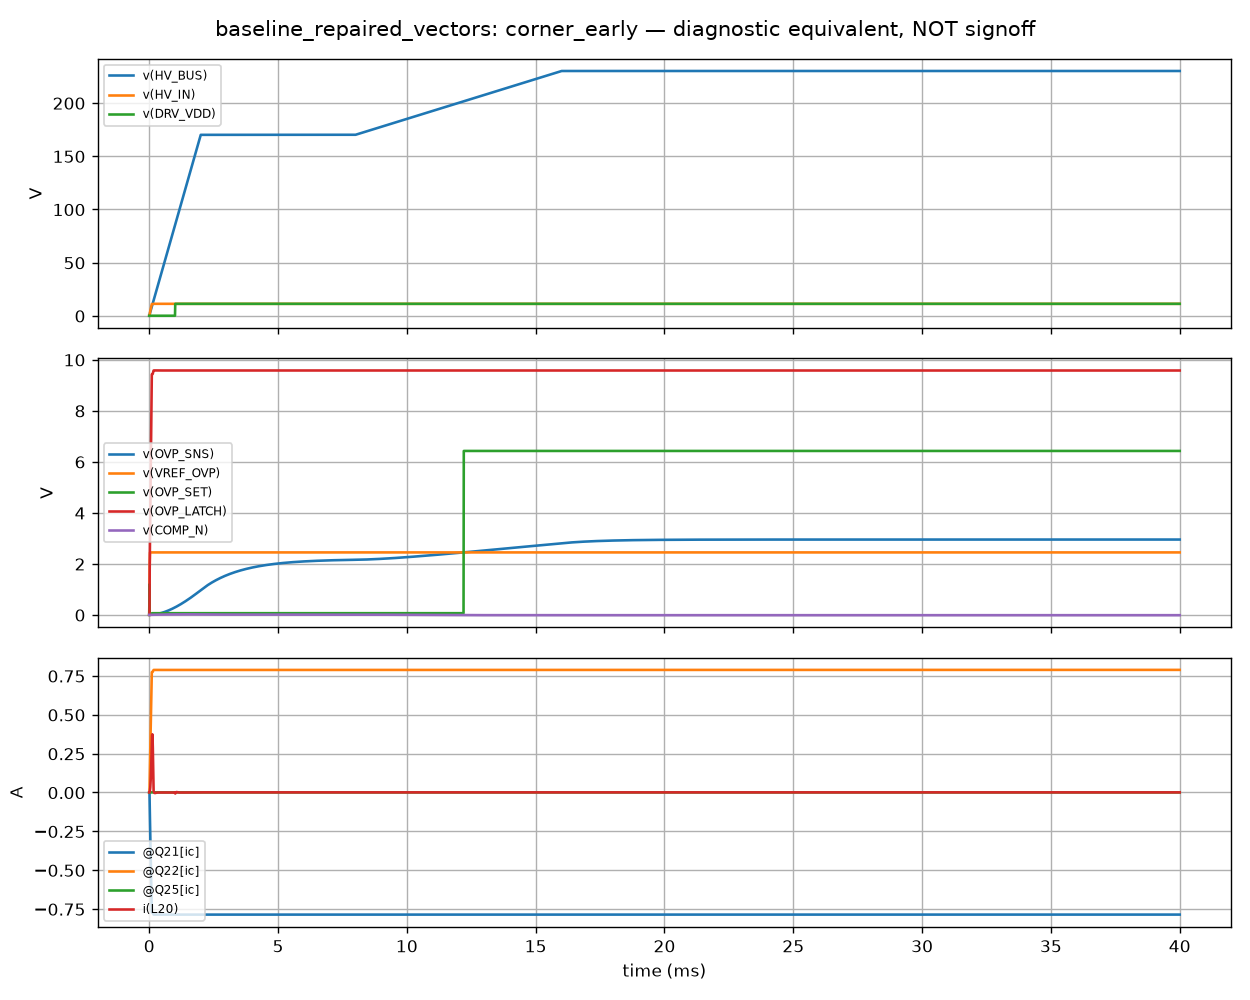 baseline_repaired_vectors: corner_early — diagnostic equivalent, NOT signoff
v(HV_BUS)
v(HV_IN)
v(DRV_VDD)
200
150
100
50
0
V
10
8
6
4
2
0
V
v(OVP_SNS)
v(VREF_OVP)
v(OVP_SET)
v(OVP_LATCH)
v(COMP_N)
0.75
0.50
0.25
0.00
−0.25
−0.50
−0.75
A
@Q21[ic]
@Q22[ic]
@Q25[ic]
i(L20)
0 5 10 15 20 25 30 35 40
time (ms)